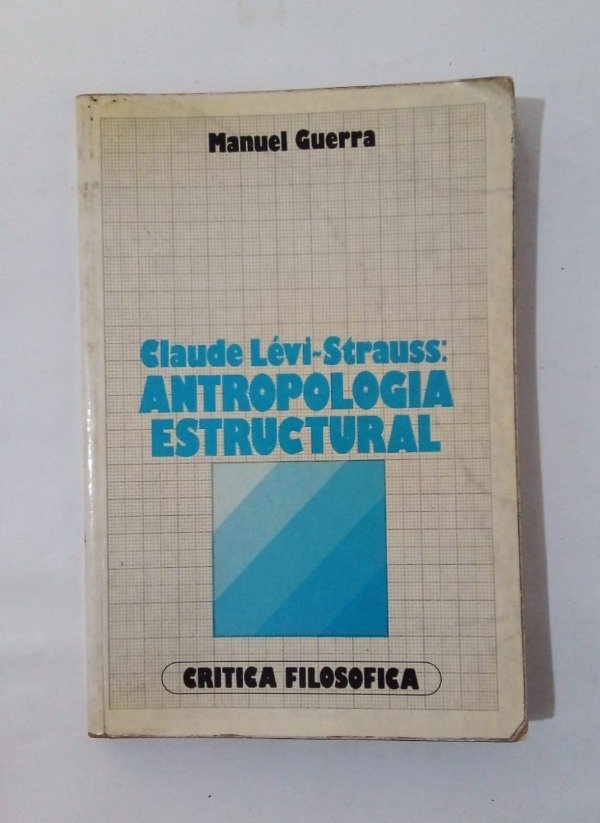 Manuel Guerra
Claude Lévi-Strauss:
ANTROPOLOGIA
ESTRUCTURAL
CRITICA FILOSOFICA